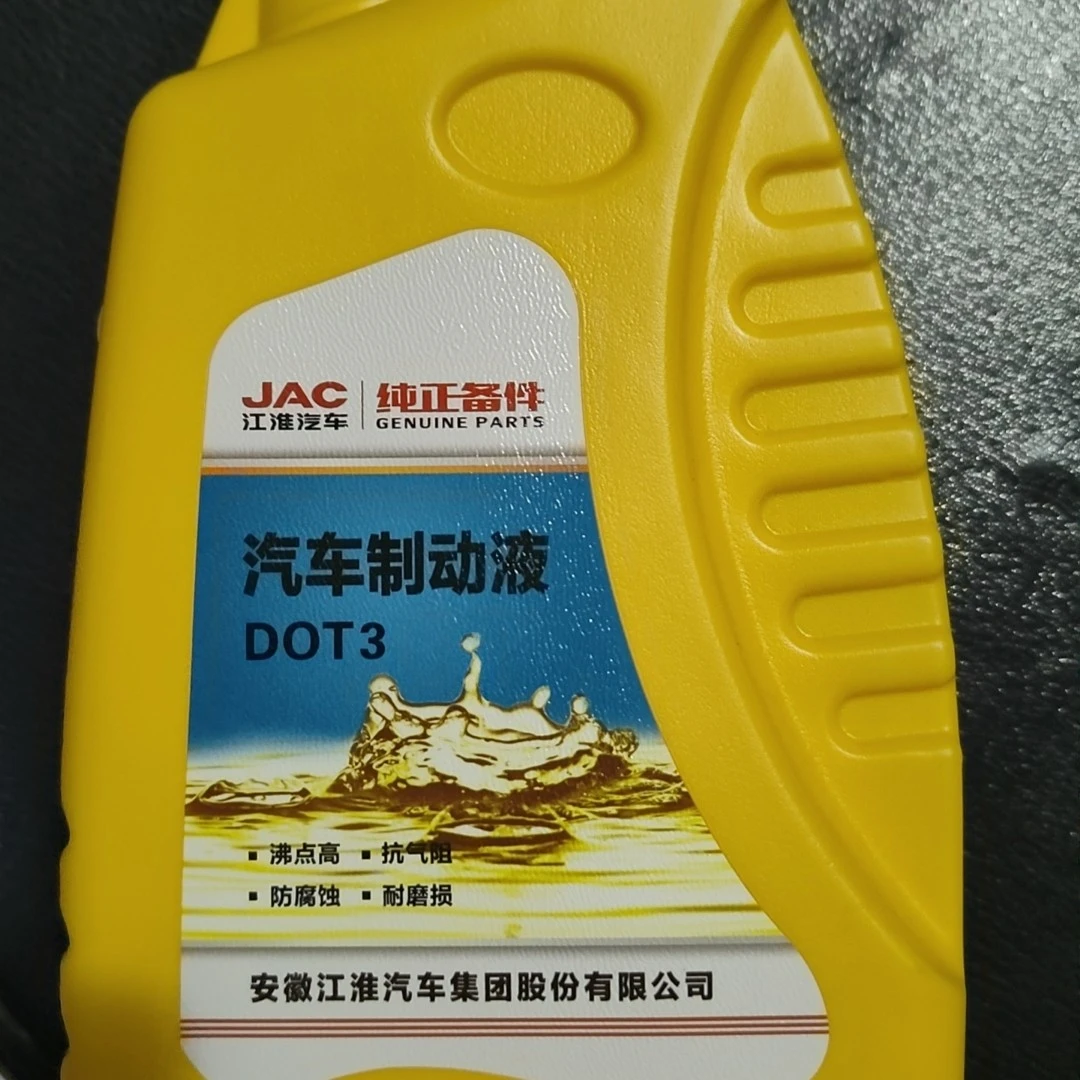 JAC 纯正备件
江淮汽车 GENUINE PARTS
汽车制动液
DOT3
▪ 沸点高 ▪ 抗气阻
▪ 防腐蚀 ▪ 耐磨损
安徽江淮汽车集团股份有限公司